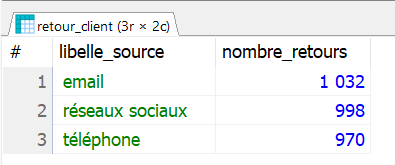 retour_client (3r × 2c)
# libelle_source nombre_retours
1 email 1 032
2 réseaux sociaux 998
3 téléphone 970